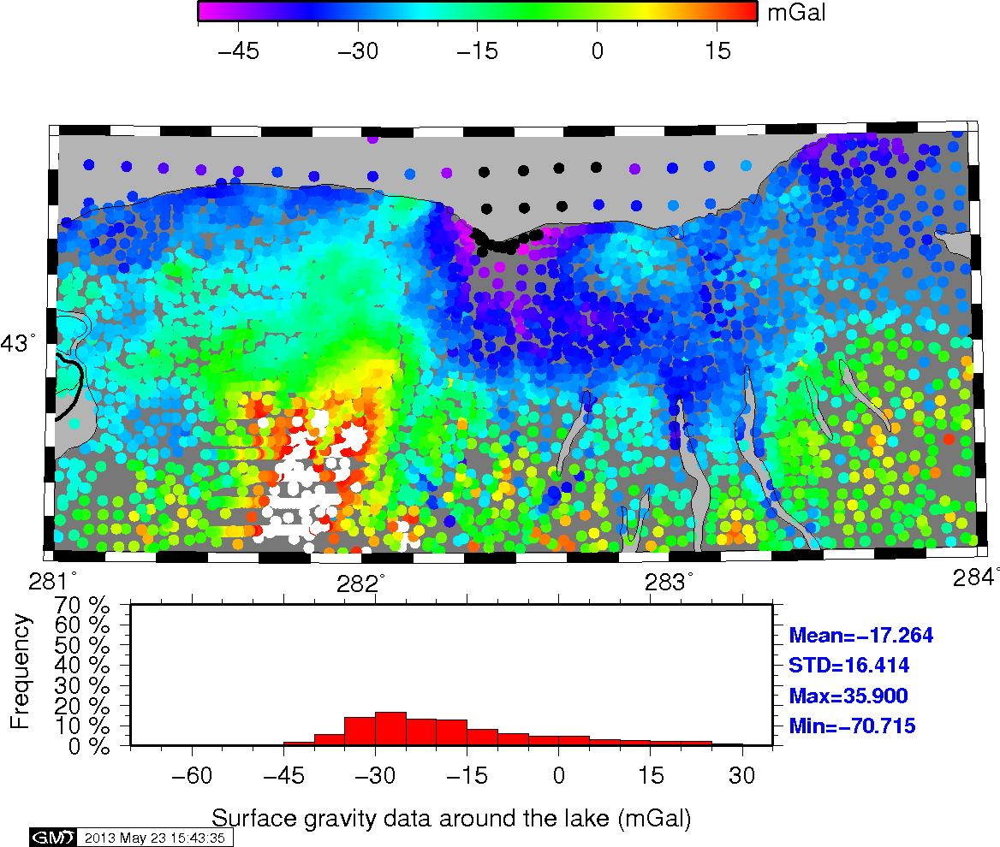 mGal
−45 −30 −15 0 15
43°
281° 282° 283° 284°
70 %
60 %
50 %
40 %
30 %
20 %
10 %
0 %
Frequency
Mean=−17.264
STD=16.414
Max=35.900
Min=−70.715
−60 −45 −30 −15 0 15 30
Surface gravity data around the lake (mGal)
GMT 2013 May 23 15:43:35